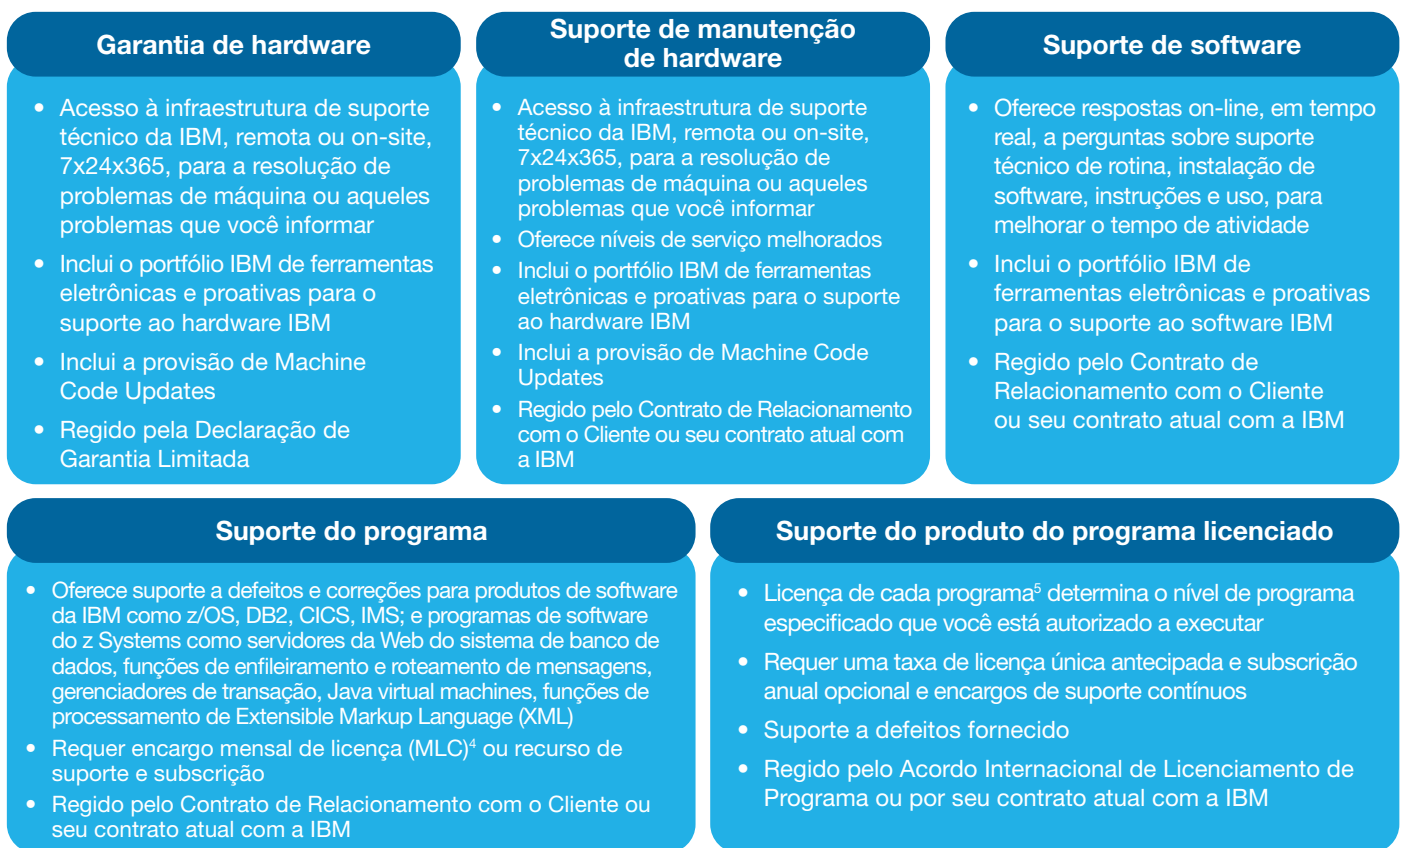 Garantia de hardware
• Acesso à infraestrutura de suporte
técnico da IBM, remota ou on-site,
7x24x365, para a resolução de
problemas de máquina ou aqueles
problemas que você informar
• Inclui o portfólio IBM de ferramentas
eletrônicas e proativas para o
suporte ao hardware IBM
• Inclui a provisão de Machine
Code Updates
• Regido pela Declaração de
Garantia Limitada
Suporte de manutenção
de hardware
• Acesso à infraestrutura de suporte
técnico da IBM, remota ou on-site,
7x24x365, para a resolução de
problemas de máquina ou aqueles
problemas que você informar
• Oferece níveis de serviço melhorados
• Inclui o portfólio IBM de ferramentas
eletrônicas e proativas para o suporte
ao hardware IBM
• Inclui a provisão de Machine Code
Updates
• Regido pelo Contrato de Relacionamento
com o Cliente ou seu contrato atual com
a IBM
Suporte de software
• Oferece respostas on-line, em tempo
real, a perguntas sobre suporte
técnico de rotina, instalação de
software, instruções e uso, para
melhorar o tempo de atividade
• Inclui o portfólio IBM de
ferramentas eletrônicas e proativas
para o suporte ao software IBM
• Regido pelo Contrato de
Relacionamento com o Cliente
ou seu contrato atual com a IBM
Suporte do programa
• Oferece suporte a defeitos e correções para produtos de software
da IBM como z/OS, DB2, CICS, IMS; e programas de software
do z Systems como servidores da Web do sistema de banco de
dados, funções de enfileiramento e roteamento de mensagens,
gerenciadores de transação, Java virtual machines, funções de
processamento de Extensible Markup Language (XML)
• Requer encargo mensal de licença (MLC)⁴ ou recurso de
suporte e subscrição
• Regido pelo Contrato de Relacionamento com o Cliente ou
seu contrato atual com a IBM
Suporte do produto do programa licenciado
• Licença de cada programa⁵ determina o nível de programa
especificado que você está autorizado a executar
• Requer uma taxa de licença única antecipada e subscrição
anual opcional e encargos de suporte contínuos
• Suporte a defeitos fornecido
• Regido pelo Acordo Internacional de Licenciamento de
Programa ou por seu contrato atual com a IBM